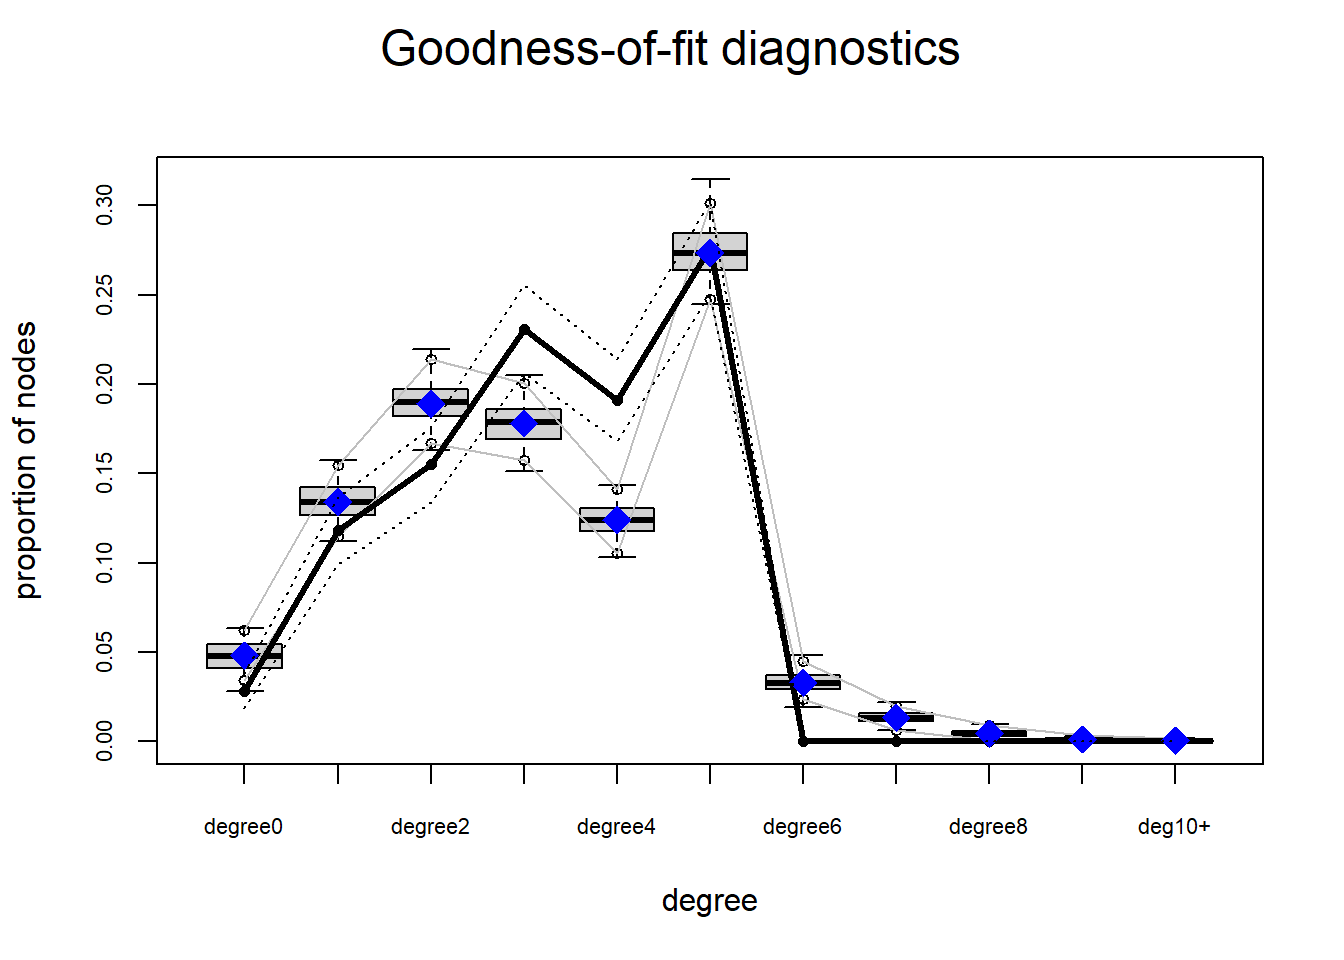 Goodness-of-fit diagnostics
proportion of nodes
0.30
0.25
0.20
0.15
0.10
0.05
0.00
degree0 degree2 degree4 degree6 degree8 deg10+
degree